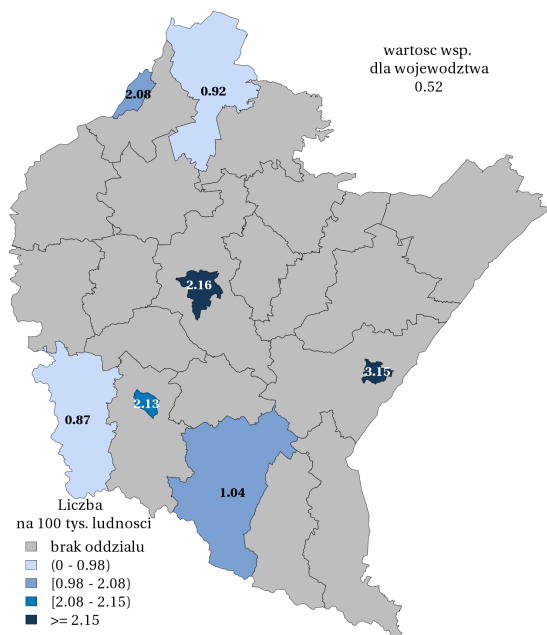 wartosc wsp.
dla wojewodztwa
0.52
2.08
0.92
2.16
3.15
2.13
0.87
1.04
Liczba
na 100 tys. ludnosci
brak oddzialu
(0 - 0.98)
[0.98 - 2.08)
[2.08 - 2.15)
>= 2.15